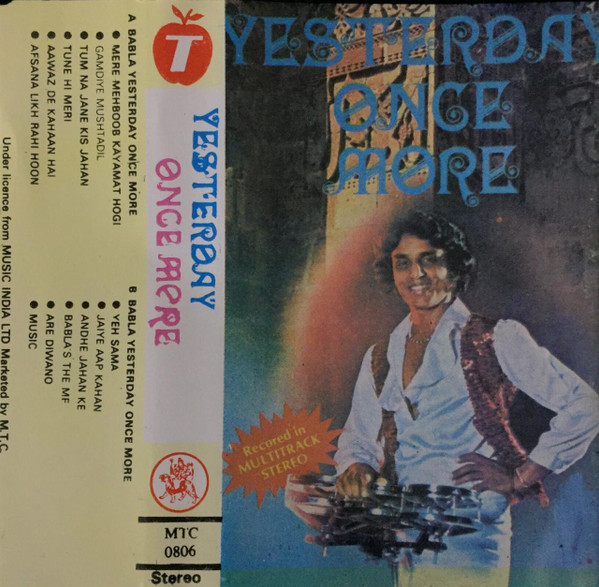 Under licence from MUSIC INDIA LTD Marketed by M.T.C.
A BABLA YESTERDAY ONCE MORE
● MERE MEHBOOB KAYAMAT HOGI
● GAMDIYE MUSHTADIL
● TUM NA JANE KIS JAHAN
● TUNE HI MERI
● AAWAZ DE KAHAAN HAI
● AFSANA LIKH RAHI HOON
B BABLA YESTERDAY ONCE MORE
● YEH SAMA
● JAIYE AAP KAHAN
● ANDHE JAHAN KE
● BABLA'S THE MF
● ARE DIWANO
● MUSIC
T
YESTERDAY
ONCE MORE
MTC
0806
Stereo
YESTERDAY
ONCE
MORE
Recored in
MULTITRACK
STEREO